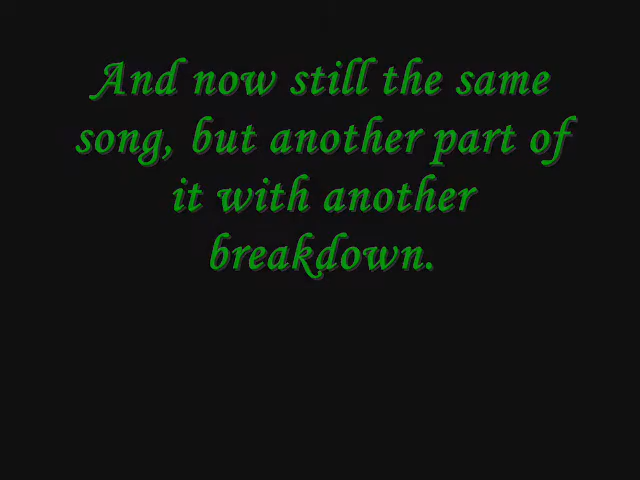 And now still the same
song, but another part of
it with another
breakdown.